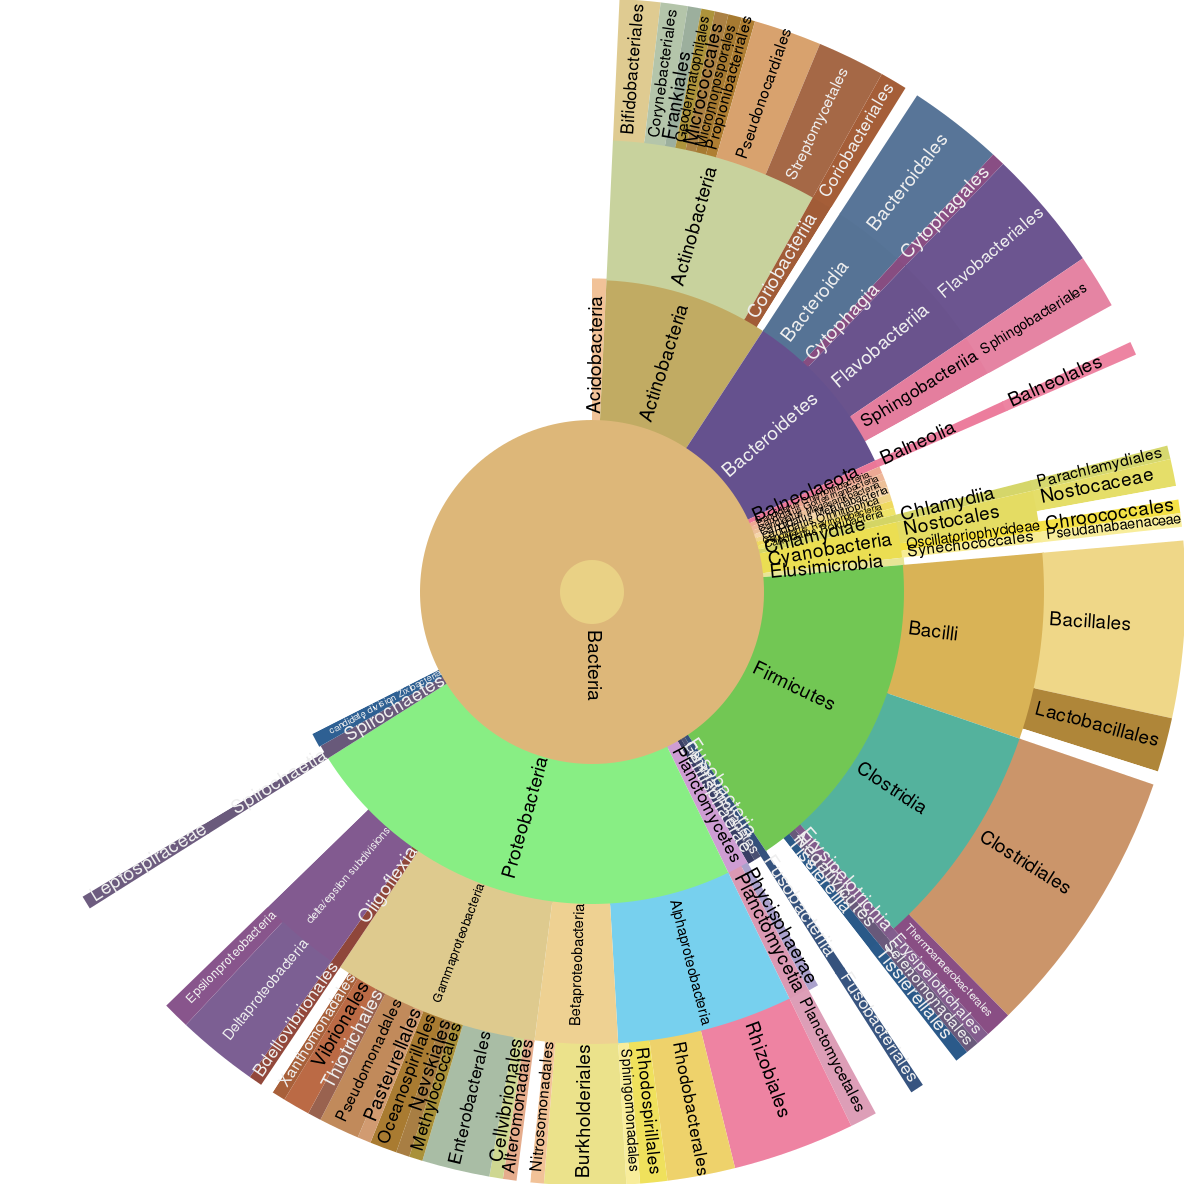 Bacteria
Acidobacteria
Actinobacteria
Actinobacteria
Bifidobacteriales
Corynebacteriales
Frankiales
Geodermatophilales
Micrococcales
Micromonosporales
Propionibacteriales
Pseudonocardiales
Streptomycetales
Coriobacteriia
Coriobacteriales
Bacteroidetes
Bacteroidia
Bacteroidales
Cytophagia
Cytophagales
Flavobacteriia
Flavobacteriales
Sphingobacteriia
Sphingobacteriales
Balneolaeota
Balneolia
Balneolales
Chlamydiae
Chlamydiia
Parachlamydiales
Cyanobacteria
Nostocales
Nostocaceae
Oscillatoriophycideae
Chroococcales
Synechococcales
Pseudanabaenaceae
Elusimicrobia
Firmicutes
Bacilli
Bacillales
Lactobacillales
Clostridia
Clostridiales
Thermoanaerobacterales
Erysipelotrichia
Erysipelotrichales
Negativicutes
Selenomonadales
Tissierellia
Tissierellales
Fusobacteria
Fusobacteriia
Fusobacteriales
Planctomycetes
Phycisphaerae
Planctomycetia
Planctomycetales
Proteobacteria
Alphaproteobacteria
Rhizobiales
Rhodobacterales
Rhodospirillales
Sphingomonadales
Betaproteobacteria
Burkholderiales
Nitrosomonadales
Gammaproteobacteria
Alteromonadales
Cellvibrionales
Enterobacterales
Methylococcales
Nevskiales
Oceanospirillales
Pasteurellales
Pseudomonadales
Thiotrichales
Vibrionales
Xanthomonadales
Oligoflexia
Bdellovibrionales
delta/epsilon subdivisions
Deltaproteobacteria
Epsilonproteobacteria
Spirochaetes
Spirochaetia
Leptospiraceae
candidate division Zixibacteria